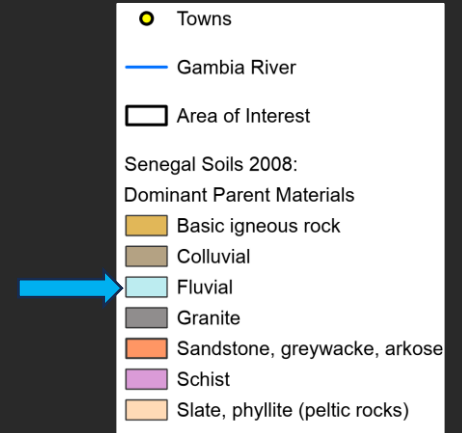 Towns
Gambia River
Area of Interest
Senegal Soils 2008:
Dominant Parent Materials
Basic igneous rock
Colluvial
Fluvial
Granite
Sandstone, greywacke, arkose
Schist
Slate, phyllite (peltic rocks)